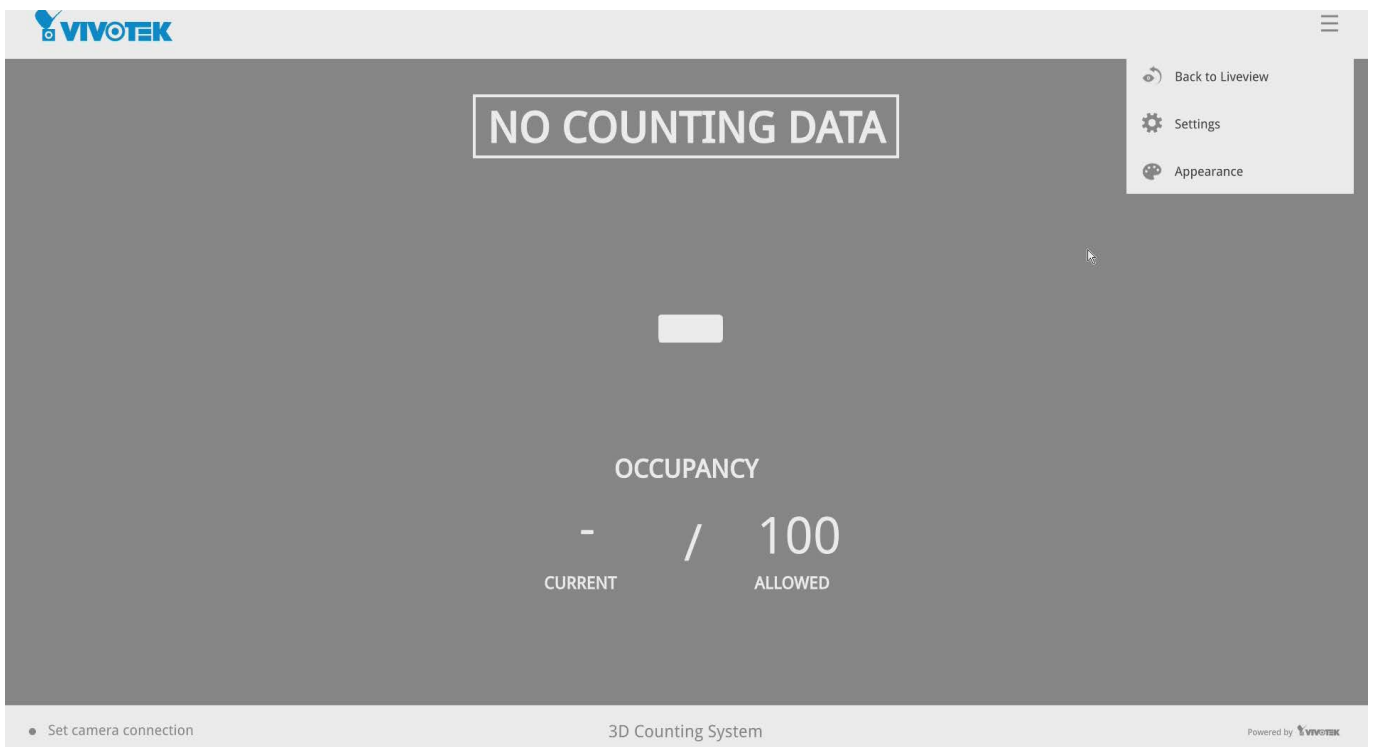 VIVOTEK
Back to Liveview
Settings
Appearance
NO COUNTING DATA
OCCUPANCY
- / 100
CURRENT ALLOWED
Set camera connection
3D Counting System
Powered by VIVOTEK